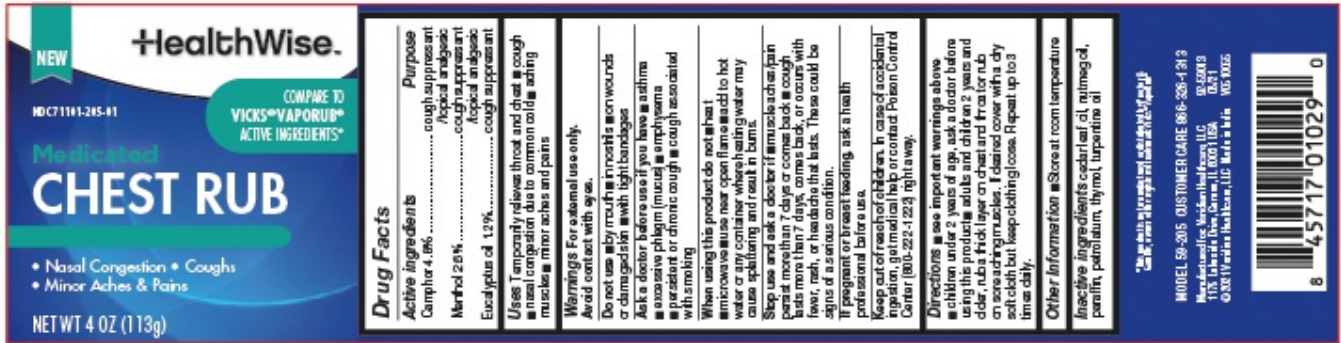 NEW
HealthWise™
NDC 71101-205-01
COMPARE TO
VICKS® VAPORUB®
ACTIVE INGREDIENTS*
Medicated
CHEST RUB
• Nasal Congestion • Coughs
• Minor Aches & Pains
NET WT 4 OZ (113g)
Drug Facts
Active ingredients Purpose
Camphor 4.8% cough suppressant
/topical analgesic
Menthol 2.6% cough suppressant
/topical analgesic
Eucalyptus oil 1.2% cough suppressant
Uses Temporarily relieves throat and chest ■ cough
■ nasal congestion due to common cold ■ aching
muscles ■ minor aches and pains
Warnings For external use only.
Avoid contact with eyes.
Do not use ■ by mouth ■ in nostrils ■ on wounds
or damaged skin ■ with tight bandages
Ask a doctor before use if you have ■ asthma
■ excessive phlegm (mucus) ■ emphysema
■ persistent or chronic cough ■ cough associated
with smoking
When using this product do not ■ heat
■ microwave ■ use near open flame ■ add to hot
water or any container where heating water may
cause splattering and result in burns.
Stop use and ask a doctor if ■ muscle aches/pain
persist more than 7 days or comes back ■ cough
lasts more than 7 days, comes back, or occurs with
fever, rash, or headache that lasts. These could be
signs of a serious condition.
If pregnant or breast feeding, ask a health
professional before use.
Keep out of reach of children. In case of accidental
ingestion, get medical help or contact Poison Control
Center (800-222-1222) right away.
Directions ■ see important warnings above
■ children under 2 years of age, ask a doctor before
using this product ■ adults and children 2 years and
older, rub a thick layer on chest and throat or rub
on sore aching muscles. If desired cover with a dry
soft cloth but keep clothing loose. Repeat up to 3
times daily.
Other Information ■ Store at room temperature
Inactive ingredients cedar leaf oil, nutmeg oil,
paraffin, petrolatum, thymol, turpentine oil
MODEL 59-205 CUSTOMER CARE 866-326-1313
8 45717 01029 0